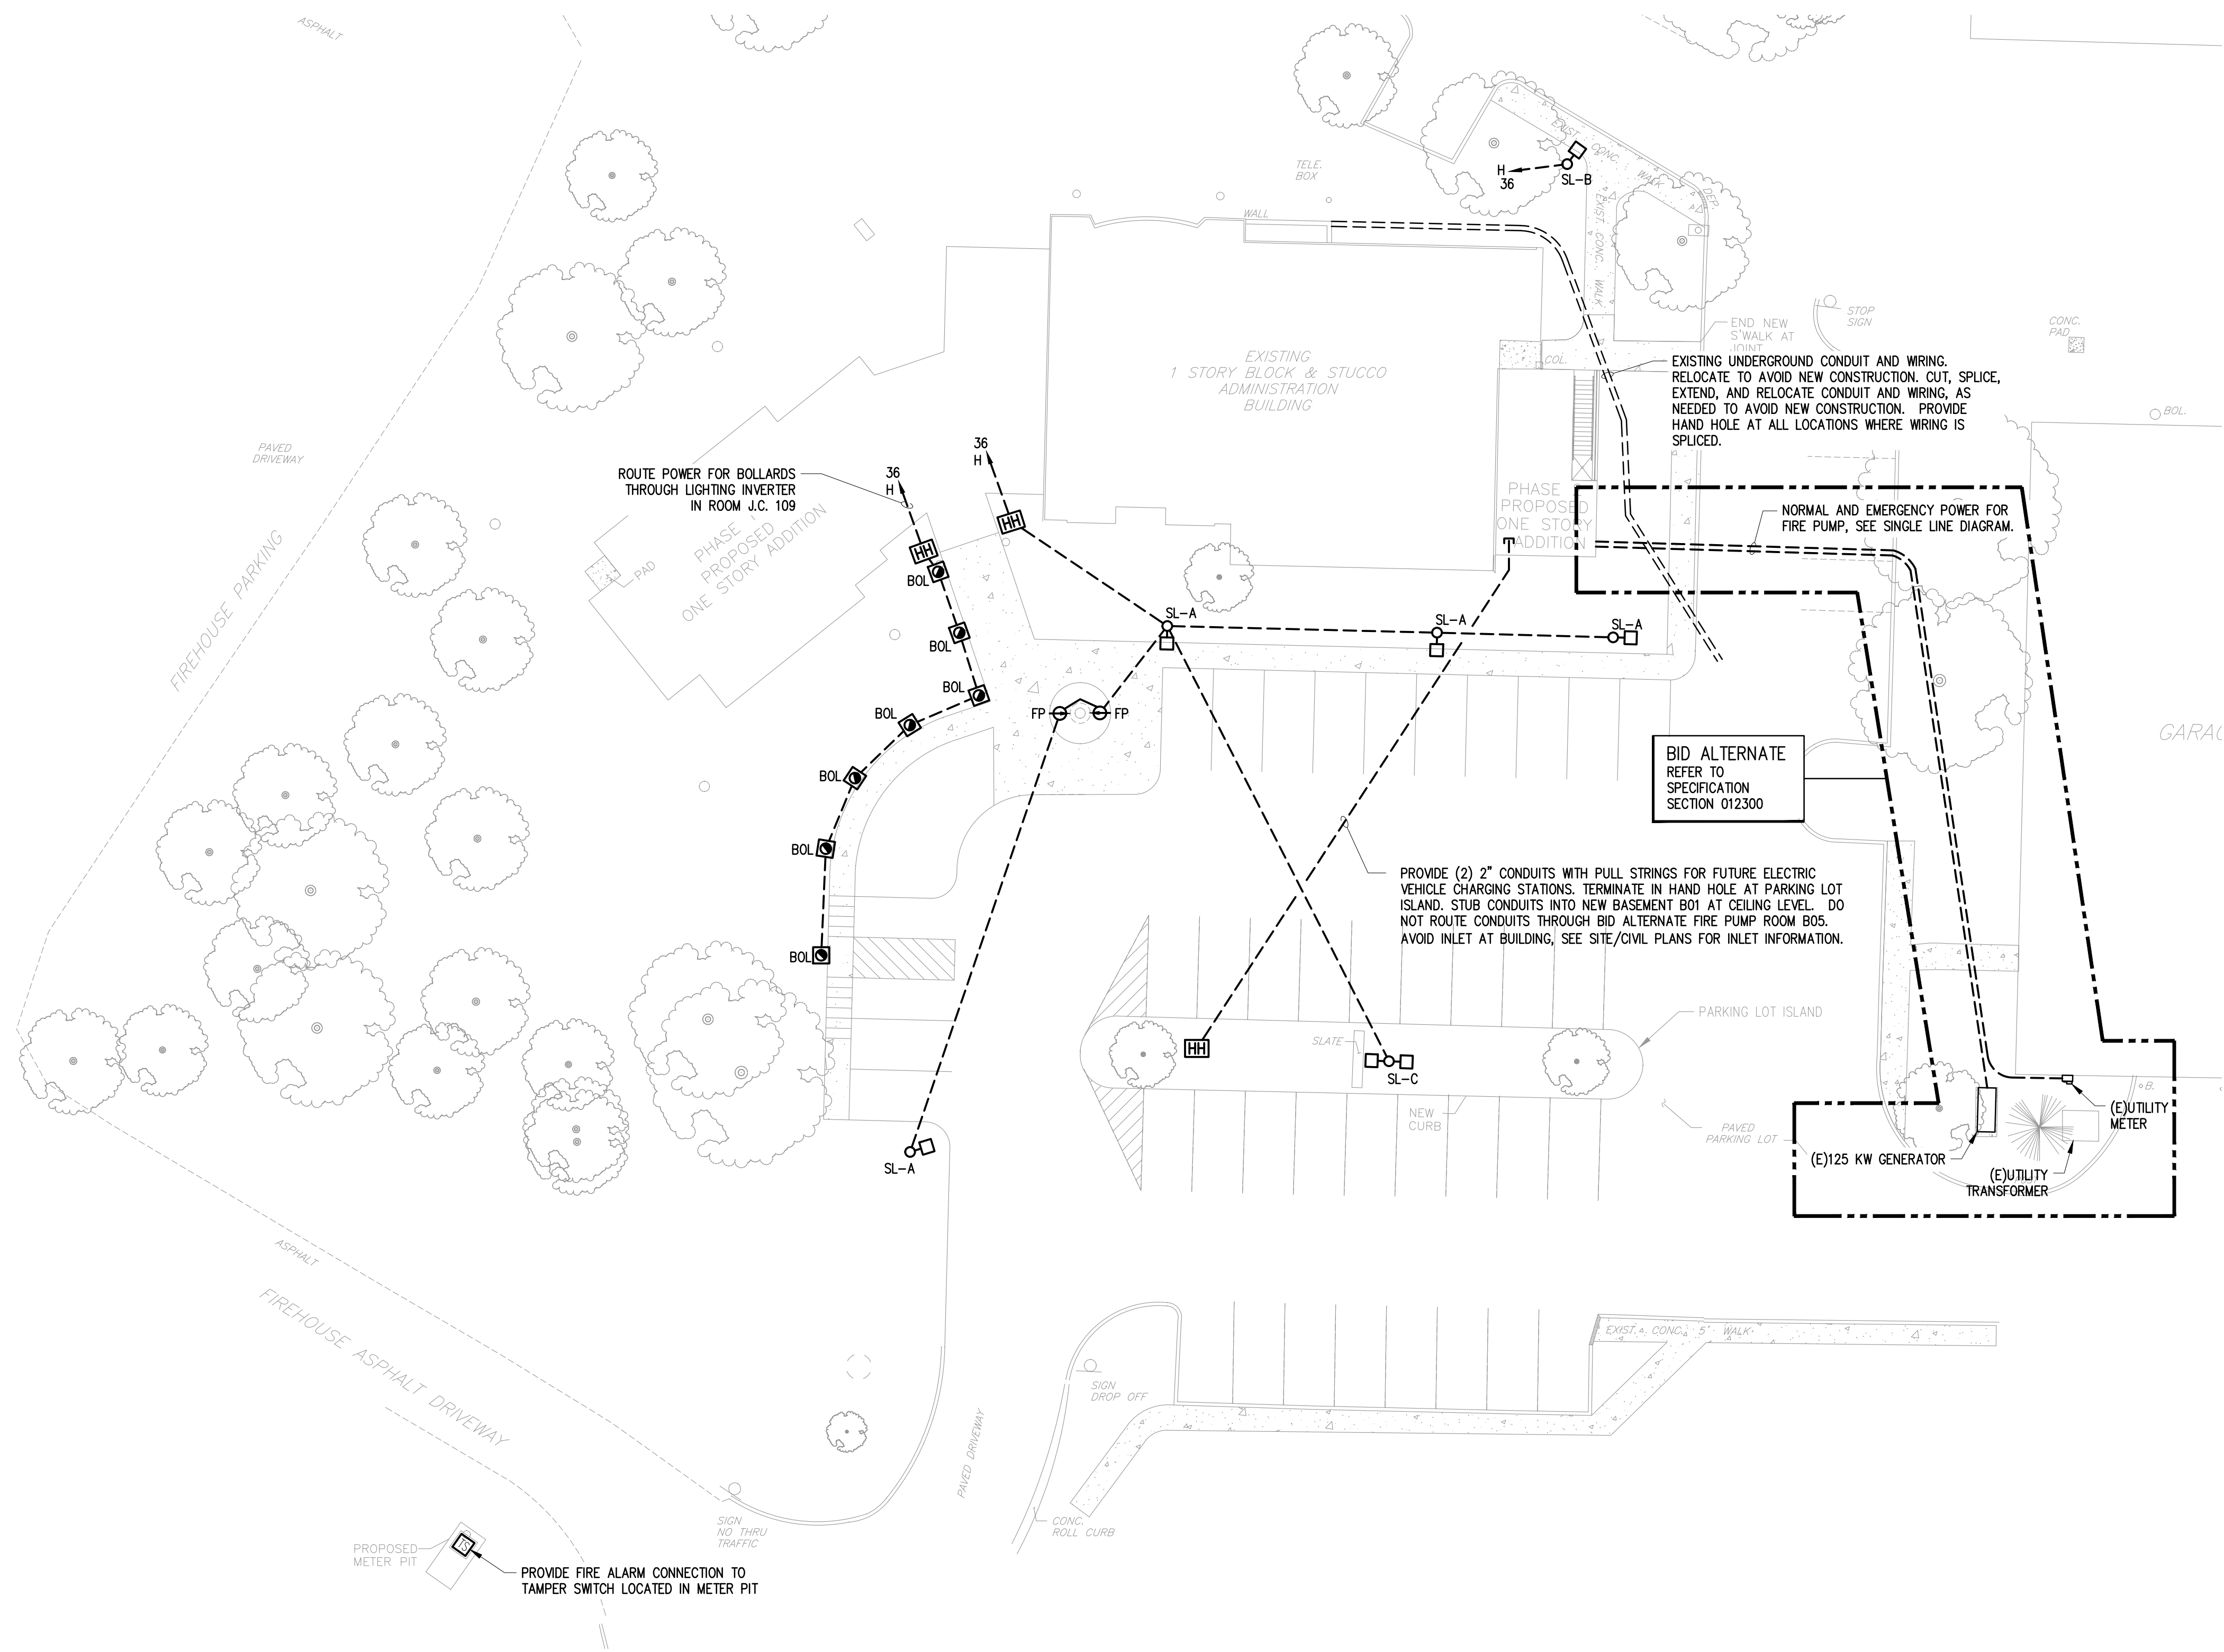 ASPHALT
TELE.
BOX
EXIST. CONC. WALK
H
36
SL-B
DEP.
WALL
EXIST. CONC. WALK
STOP
SIGN
END NEW
S'WALK AT
JOINT
CONC.
PAD
COL.
EXISTING
1 STORY BLOCK & STUCCO
ADMINISTRATION
BUILDING
EXISTING UNDERGROUND CONDUIT AND WIRING.
RELOCATE TO AVOID NEW CONSTRUCTION. CUT, SPLICE,
EXTEND, AND RELOCATE CONDUIT AND WIRING, AS
NEEDED TO AVOID NEW CONSTRUCTION. PROVIDE
HAND HOLE AT ALL LOCATIONS WHERE WIRING IS
SPLICED.
BOL.
PAVED
DRIVEWAY
36
H
36
H
ROUTE POWER FOR BOLLARDS
THROUGH LIGHTING INVERTER
IN ROOM J.C. 109
PHASE
PROPOSED
ONE STORY
ADDITION
NORMAL AND EMERGENCY POWER FOR
FIRE PUMP, SEE SINGLE LINE DIAGRAM.
HH
HH
PHASE
PROPOSED
ONE STORY ADDITION
PAD
FIREHOUSE PARKING
BOL
SL-A
SL-A
SL-A
BOL
BOL
BOL
FP
FP
GARAG
BID ALTERNATE
REFER TO
SPECIFICATION
SECTION 012300
BOL
BOL
PROVIDE (2) 2" CONDUITS WITH PULL STRINGS FOR FUTURE ELECTRIC
VEHICLE CHARGING STATIONS. TERMINATE IN HAND HOLE AT PARKING LOT
ISLAND. STUB CONDUITS INTO NEW BASEMENT B01 AT CEILING LEVEL. DO
NOT ROUTE CONDUITS THROUGH BID ALTERNATE FIRE PUMP ROOM B05.
AVOID INLET AT BUILDING, SEE SITE/CIVIL PLANS FOR INLET INFORMATION.
BOL
PARKING LOT ISLAND
SLATE
HH
SL-C
B.
(E)UTILITY
METER
NEW
CURB
PAVED
PARKING LOT
(E)125 KW GENERATOR
(E)UTILITY
TRANSFORMER
SL-A
ASPHALT
FIREHOUSE ASPHALT DRIVEWAY
EXIST. CONC. 5' WALK
SIGN
DROP OFF
PAVED DRIVEWAY
SIGN
NO THRU
TRAFFIC
CONC.
ROLL CURB
PROPOSED
METER PIT
TS
PROVIDE FIRE ALARM CONNECTION TO
TAMPER SWITCH LOCATED IN METER PIT